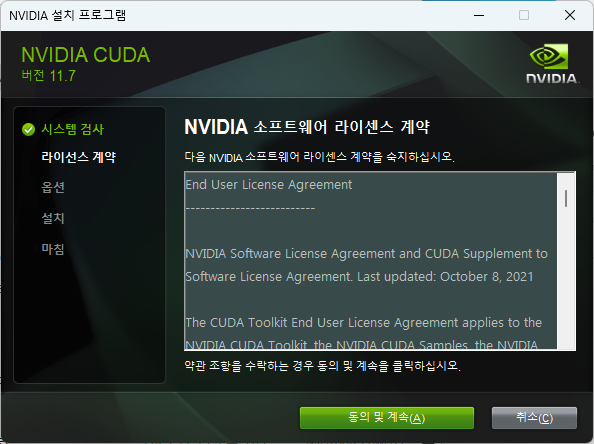 NVIDIA 설치 프로그램
NVIDIA CUDA
버전 11.7
NVIDIA.
시스템 검사
라이선스 계약
옵션
설치
마침
NVIDIA 소프트웨어 라이센스 계약
다음 NVIDIA 소프트웨어 라이센스 계약을 숙지하십시오.
End User License Agreement
--------------------------
NVIDIA Software License Agreement and CUDA Supplement to
Software License Agreement. Last updated: October 8, 2021
The CUDA Toolkit End User License Agreement applies to the
NVIDIA CUDA Toolkit, the NVIDIA CUDA Samples, the NVIDIA
약관 조항을 수락하는 경우 동의 및 계속을 클릭하십시오.
동의 및 계속(A)
취소(C)